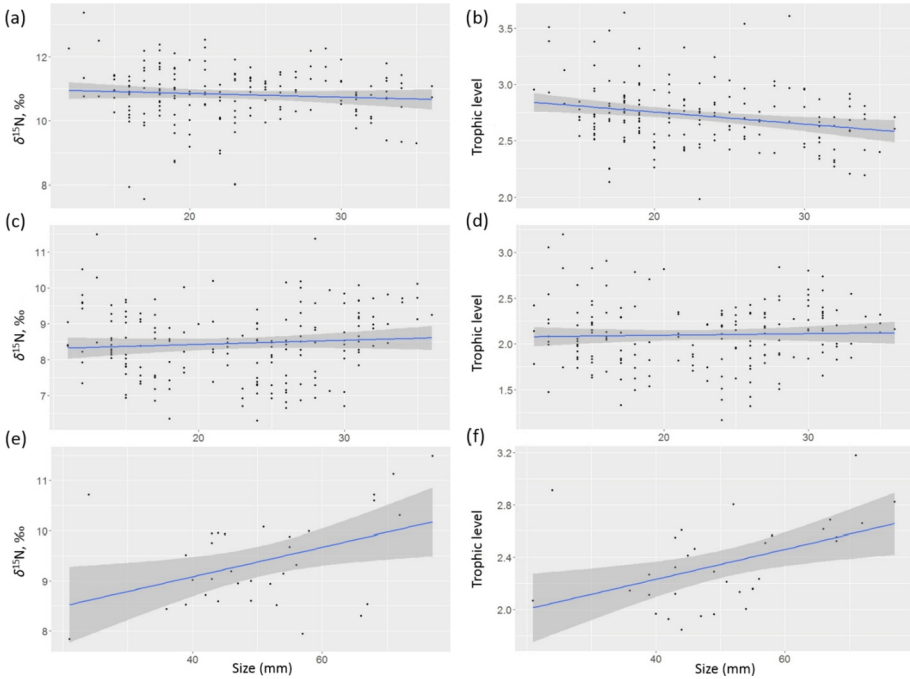 (a)
δ¹⁵N, ‰
12
10
8
20
30
(b)
Trophic level
3.5
3.0
2.5
2.0
20
30
(c)
δ¹⁵N, ‰
11
10
9
8
7
20
30
(d)
Trophic level
3.0
2.5
2.0
1.5
20
30
(e)
δ¹⁵N, ‰
11
10
9
8
40
60
Size (mm)
(f)
Trophic level
3.2
2.8
2.4
2.0
40
60
Size (mm)